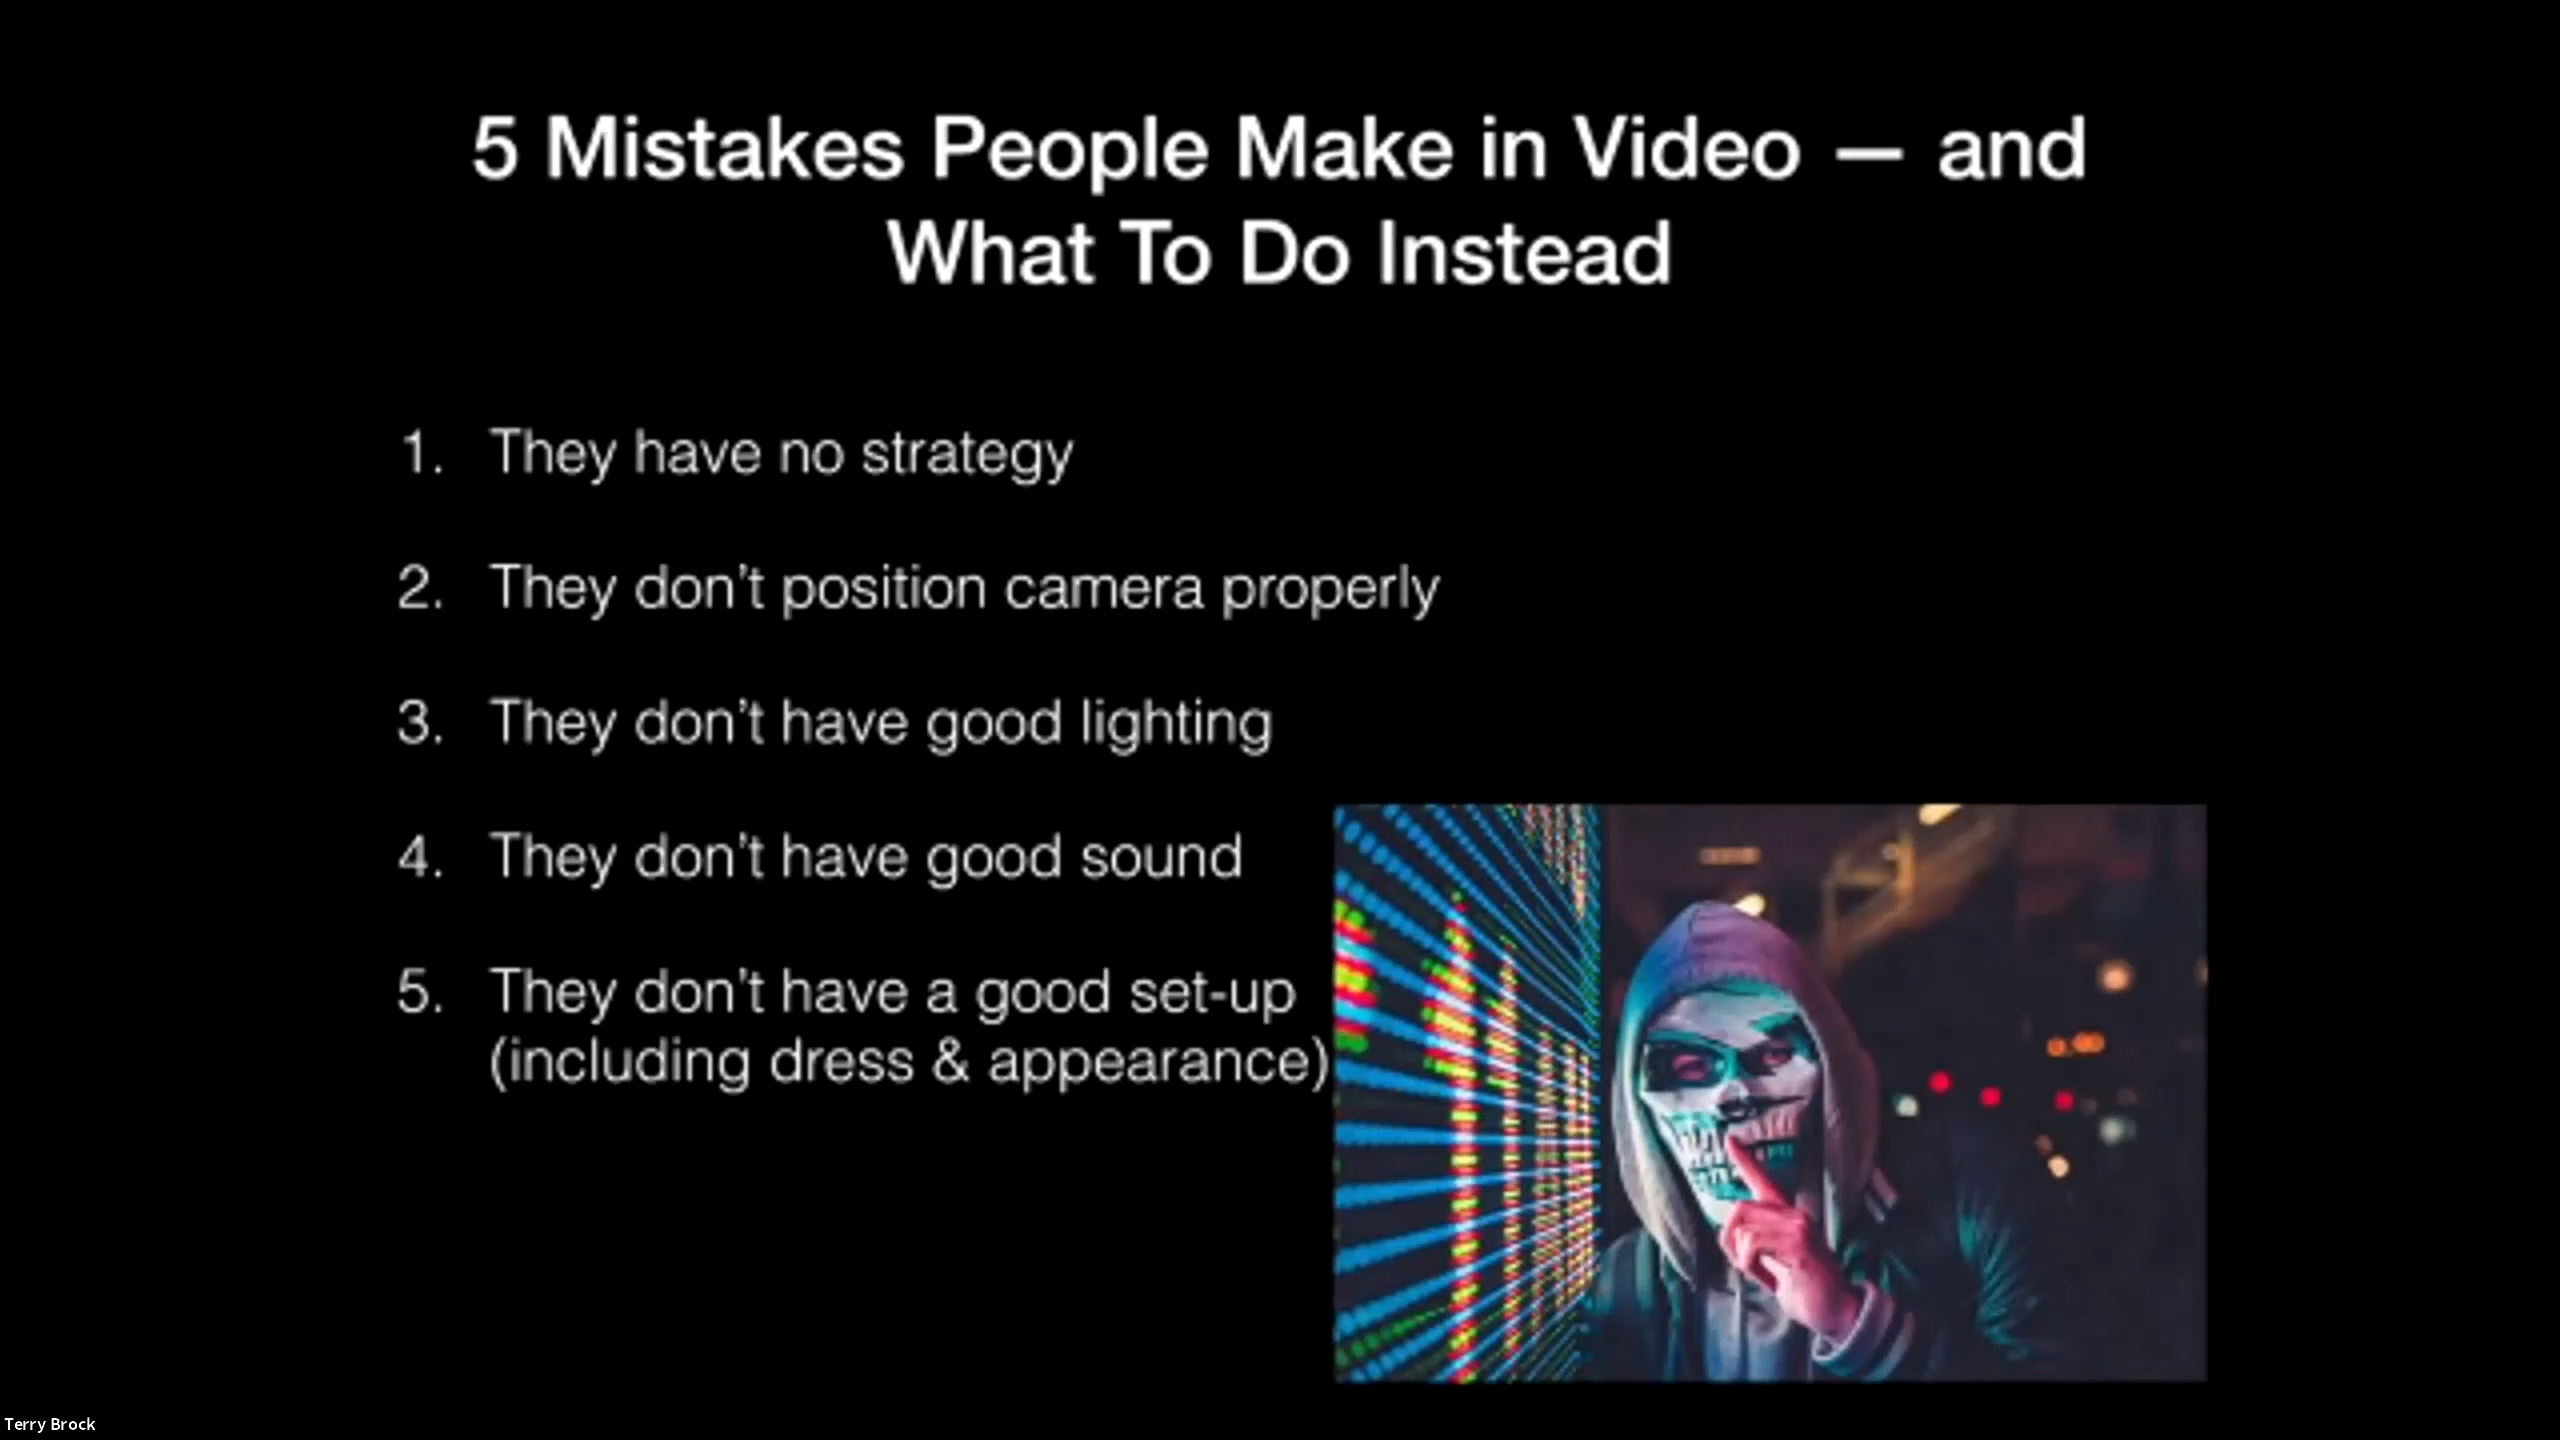 5 Mistakes People Make in Video — and
What To Do Instead
1. They have no strategy
2. They don’t position camera properly
3. They don’t have good lighting
4. They don’t have good sound
5. They don’t have a good set-up
(including dress & appearance)
Terry Brock